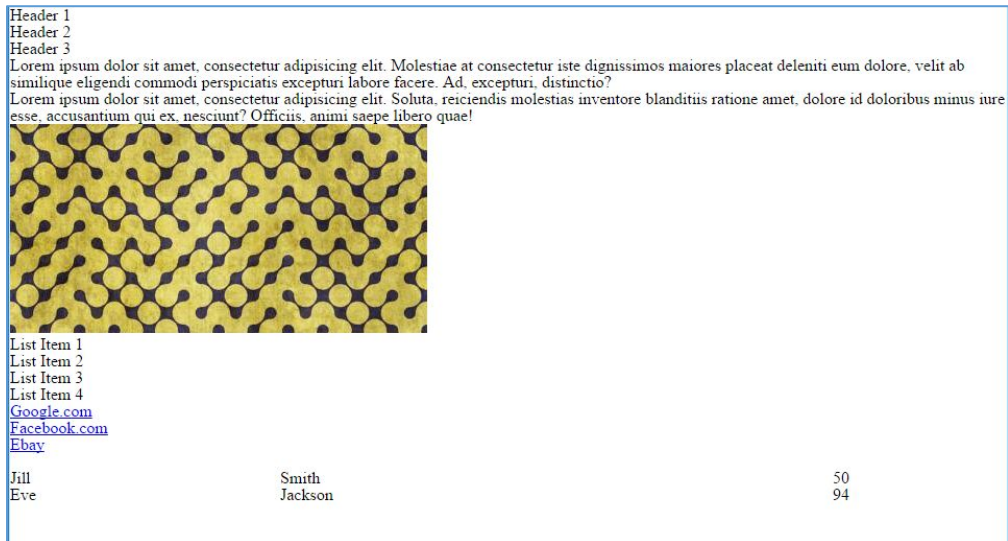 Header 1
Header 2
Header 3
Lorem ipsum dolor sit amet, consectetur adipisicing elit. Molestiae at consectetur iste dignissimos maiores placeat deleniti eum dolore, velit ab
similique eligendi commodi perspiciatis excepturi labore facere. Ad, excepturi, distinctio?
Lorem ipsum dolor sit amet, consectetur adipisicing elit. Soluta, reiciendis molestias inventore blanditiis ratione amet, dolore id doloribus minus iure
esse, accusantium qui ex, nesciunt? Officiis, animi saepe libero quae!
List Item 1
List Item 2
List Item 3
List Item 4
Google.com
Facebook.com
Ebay
Jill Smith 50
Eve Jackson 94